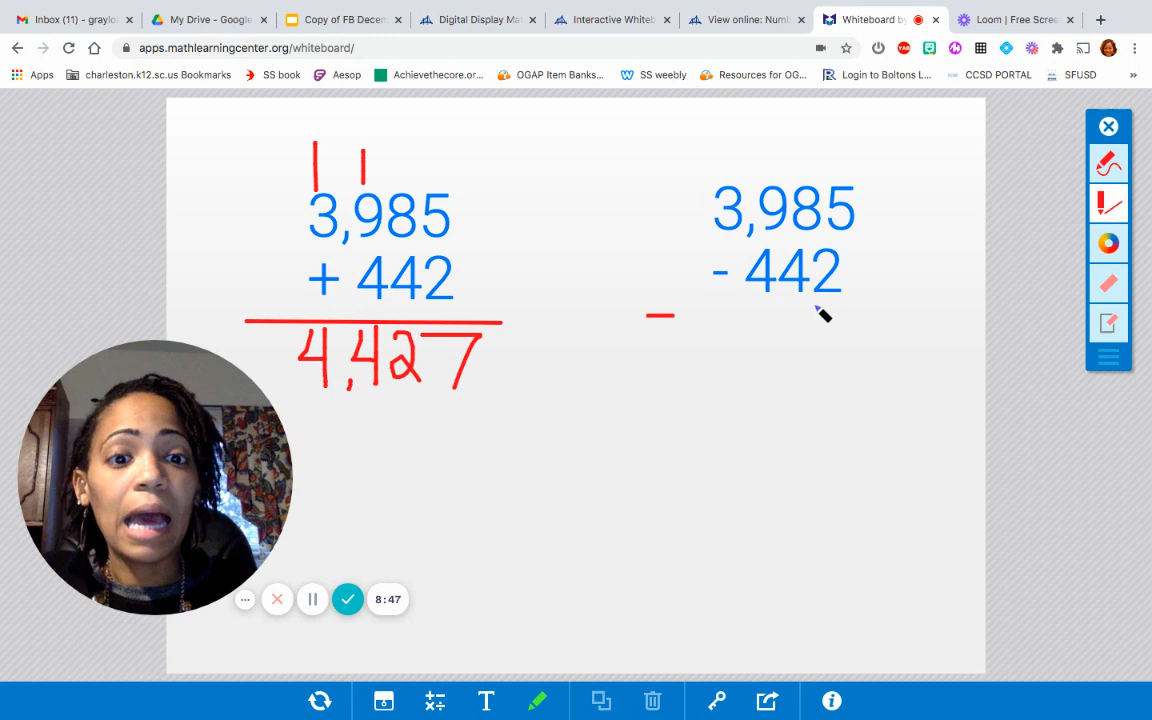 Inbox (11) - graylo
My Drive - Google
Copy of FB Decem
Digital Display Ma
Interactive Whiteb
View online: Numb
Whiteboard by
Loom | Free Scree
apps.mathlearningcenter.org/whiteboard/
Apps
charleston.k12.sc.us Bookmarks
SS book
Aesop
Achievethecore.or...
OGAP Item Banks...
SS weekly
Resources for OG...
Login to Boltons L...
CCSD PORTAL
SFUSD
1 1
3,985
+ 442
4,427
3,985
- 442
8:47